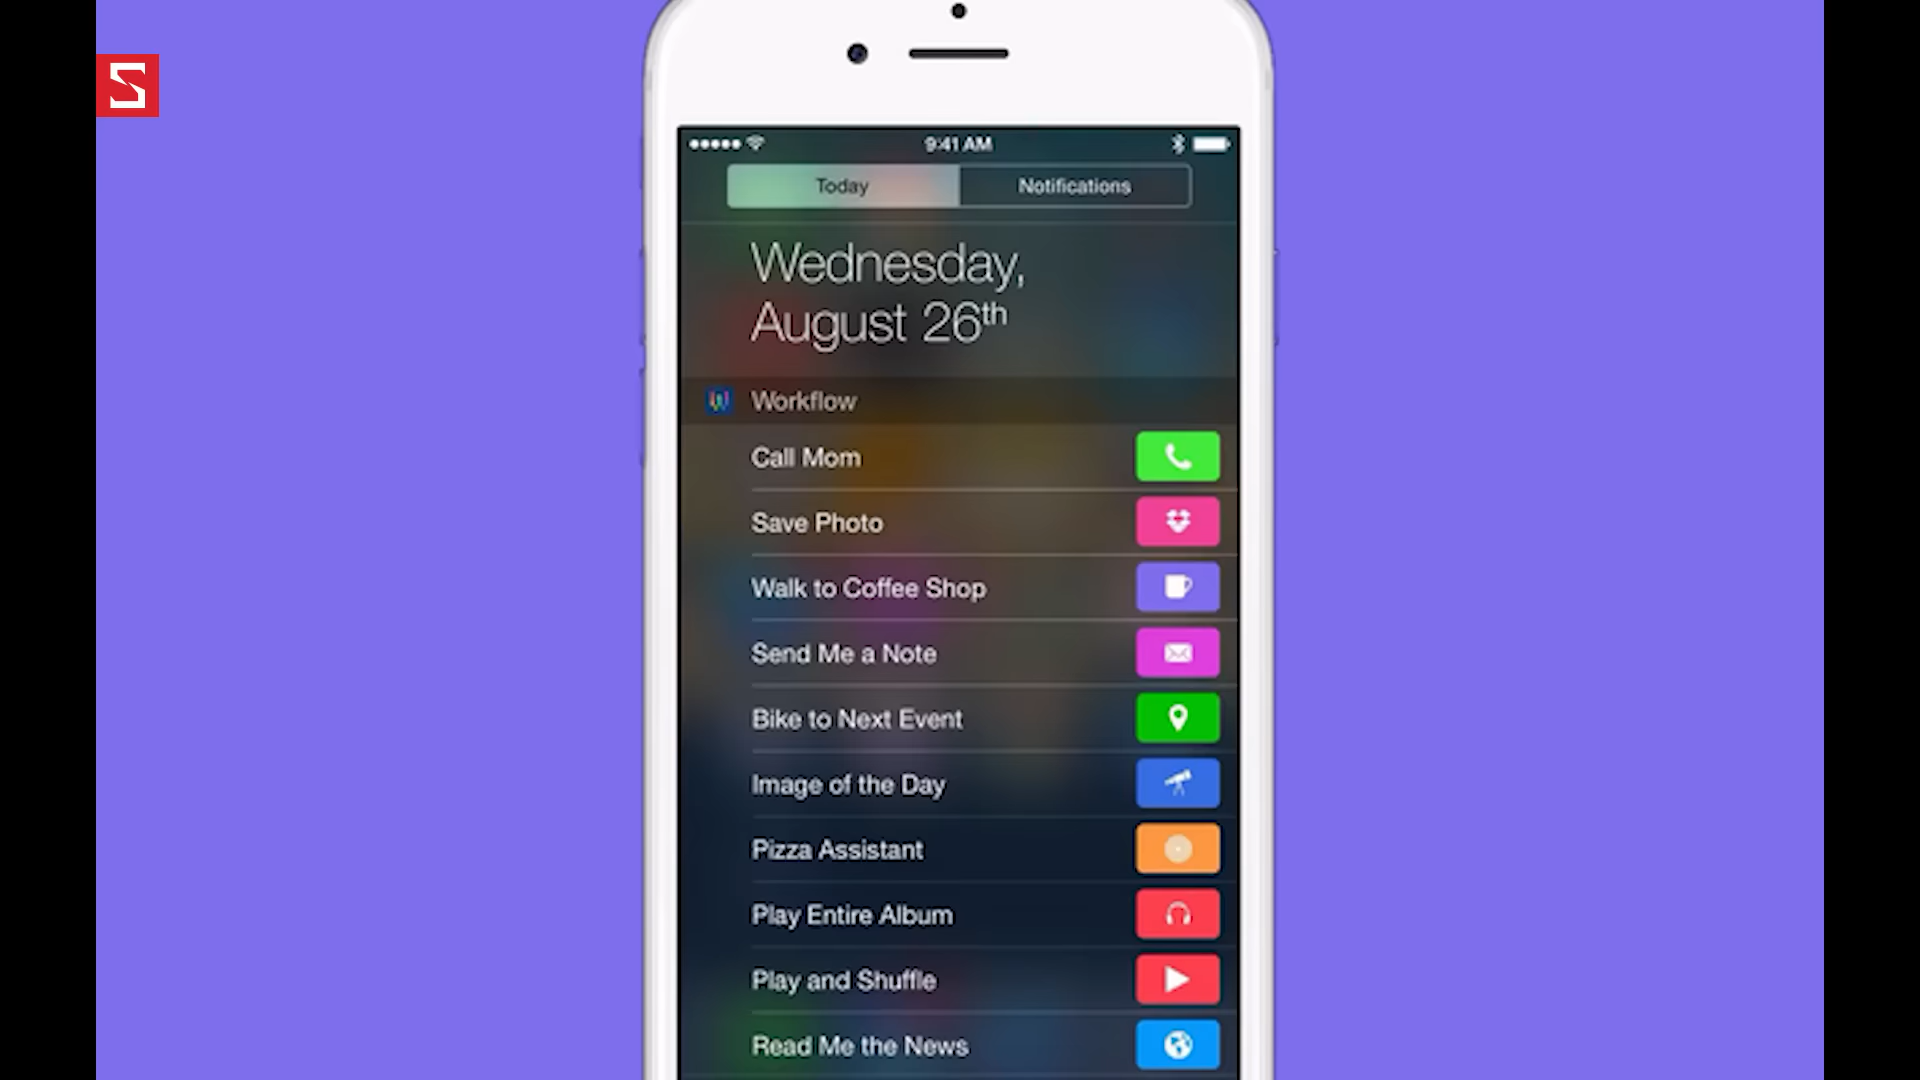 S
9:41 AM
Today
Notifications
Wednesday,
August 26th
Workflow
Call Mom
Save Photo
Walk to Coffee Shop
Send Me a Note
Bike to Next Event
Image of the Day
Pizza Assistant
Play Entire Album
Play and Shuffle
Read Me the News